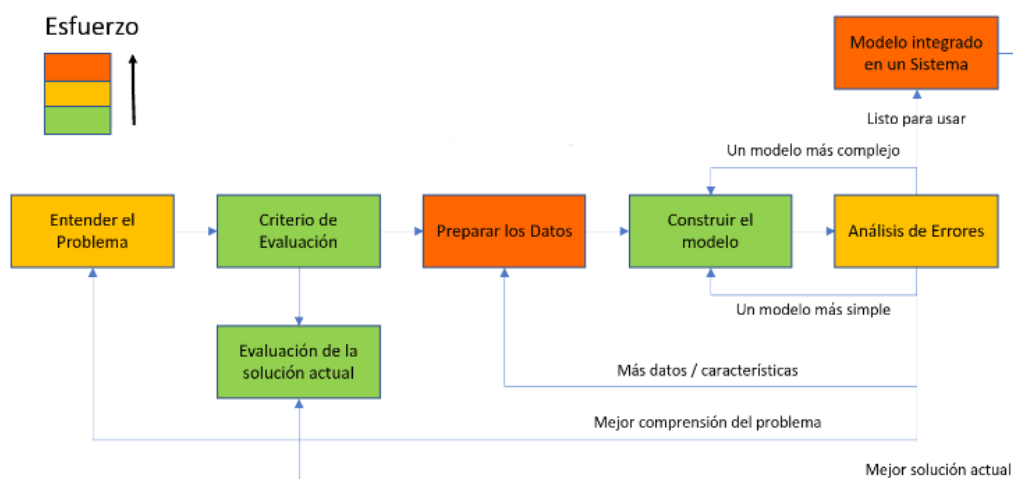 Esfuerzo
Modelo integrado
en un Sistema
Listo para usar
Un modelo más complejo
Entender el
Problema
Criterio de
Evaluación
Preparar los Datos
Construir el
modelo
Análisis de Errores
Un modelo más simple
Evaluación de la
solución actual
Más datos / características
Mejor comprensión del problema
Mejor solución actual